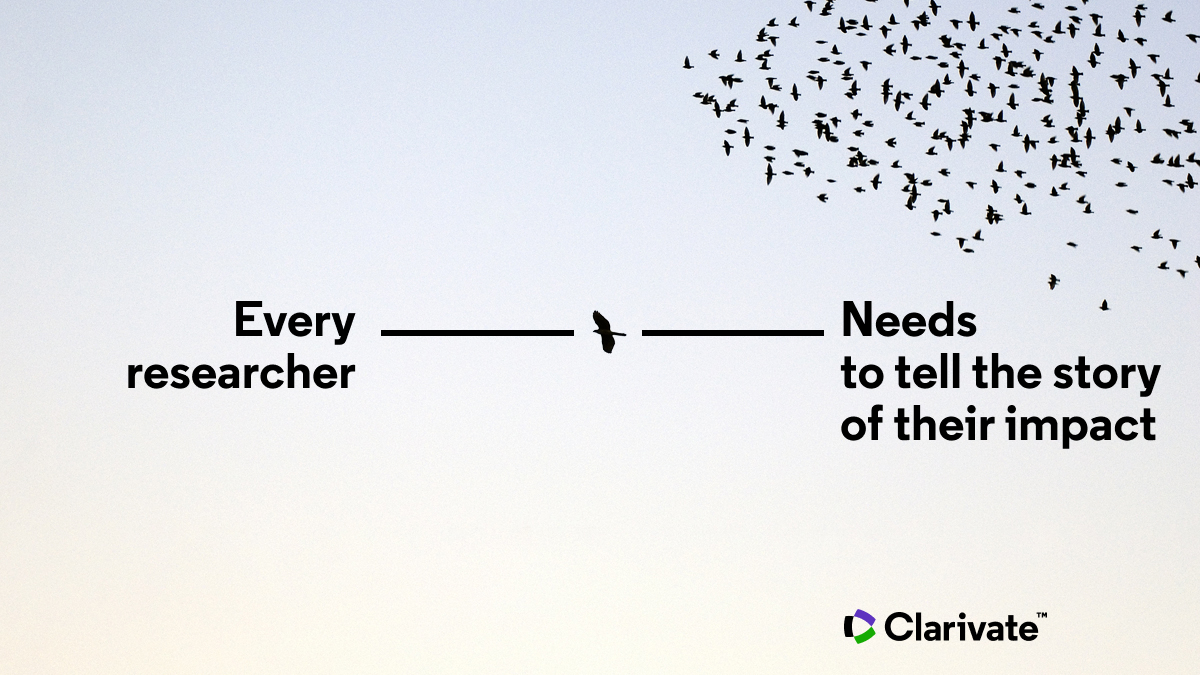 Every
researcher
Needs
to tell the story
of their impact
Clarivate™